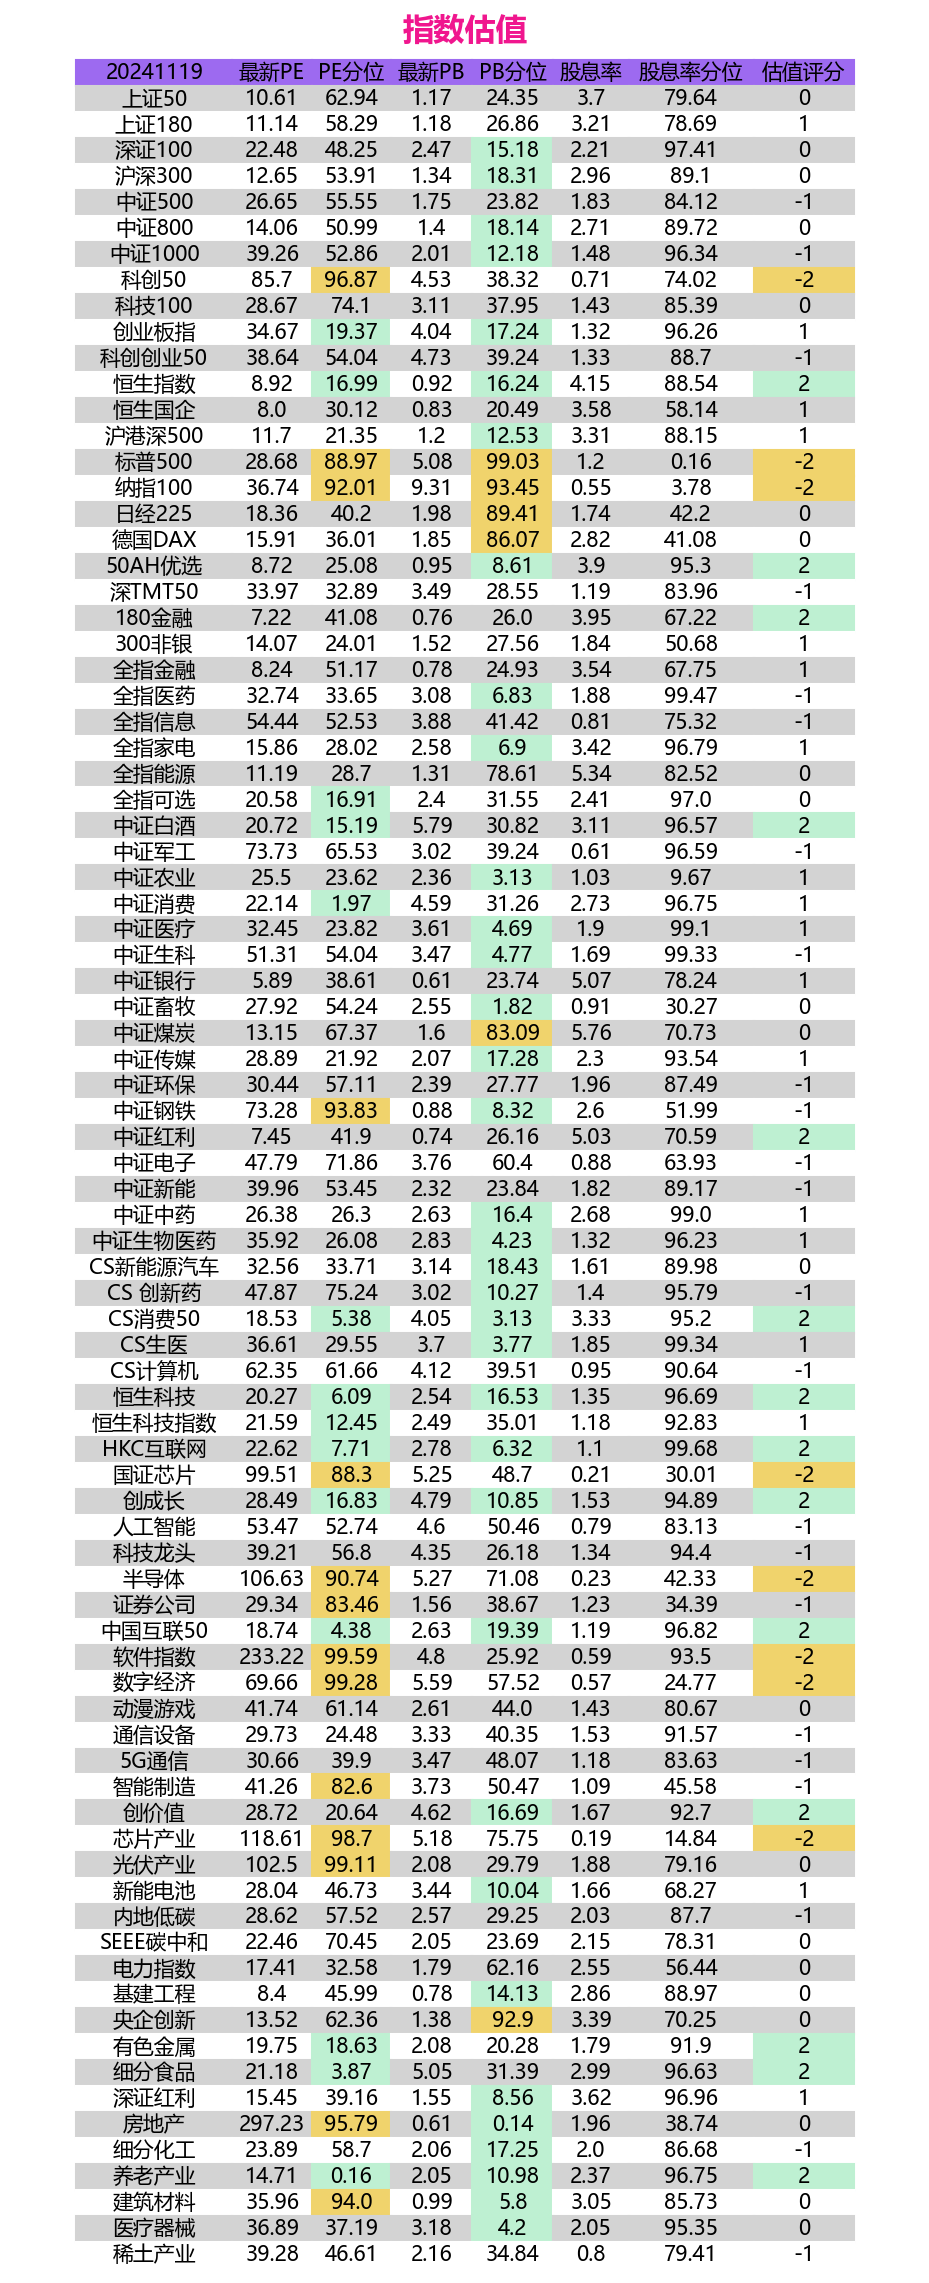 指数估值
20241119 最新PE PE分位 最新PB PB分位 股息率 股息率分位 估值评分
上证50 10.61 62.94 1.17 24.35 3.7 79.64 0
上证180 11.14 58.29 1.18 26.86 3.21 78.69 1
深证100 22.48 48.25 2.47 15.18 2.21 97.41 0
沪深300 12.65 53.91 1.34 18.31 2.96 89.1 0
中证500 26.65 55.55 1.75 23.82 1.83 84.12 -1
中证800 14.06 50.99 1.4 18.14 2.71 89.72 0
中证1000 39.26 52.86 2.01 12.18 1.48 96.34 -1
科创50 85.7 96.87 4.53 38.32 0.71 74.02 -2
科技100 28.67 74.1 3.11 37.95 1.43 85.39 0
创业板指 34.67 19.37 4.04 17.24 1.32 96.26 1
科创创业50 38.64 54.04 4.73 39.24 1.33 88.7 -1
恒生指数 8.92 16.99 0.92 16.24 4.15 88.54 2
恒生国企 8.0 30.12 0.83 20.49 3.58 58.14 1
沪港深500 11.7 21.35 1.2 12.53 3.31 88.15 1
标普500 28.68 88.97 5.08 99.03 1.2 0.16 -2
纳指100 36.74 92.01 9.31 93.45 0.55 3.78 -2
日经225 18.36 40.2 1.98 89.41 1.74 42.2 0
德国DAX 15.91 36.01 1.85 86.07 2.82 41.08 0
50AH优选 8.72 25.08 0.95 8.61 3.9 95.3 2
深TMT50 33.97 32.89 3.49 28.55 1.19 83.96 -1
180金融 7.22 41.08 0.76 26.0 3.95 67.22 2
300非银 14.07 24.01 1.52 27.56 1.84 50.68 1
全指金融 8.24 51.17 0.78 24.93 3.54 67.75 1
全指医药 32.74 33.65 3.08 6.83 1.88 99.47 -1
全指信息 54.44 52.53 3.88 41.42 0.81 75.32 -1
全指家电 15.86 28.02 2.58 6.9 3.42 96.79 1
全指能源 11.19 28.7 1.31 78.61 5.34 82.52 0
全指可选 20.58 16.91 2.4 31.55 2.41 97.0 0
中证白酒 20.72 15.19 5.79 30.82 3.11 96.57 2
中证军工 73.73 65.53 3.02 39.24 0.61 96.59 -1
中证农业 25.5 23.62 2.36 3.13 1.03 9.67 1
中证消费 22.14 1.97 4.59 31.26 2.73 96.75 1
中证医疗 32.45 23.82 3.61 4.69 1.9 99.1 1
中证生科 51.31 54.04 3.47 4.77 1.69 99.33 -1
中证银行 5.89 38.61 0.61 23.74 5.07 78.24 1
中证畜牧 27.92 54.24 2.55 1.82 0.91 30.27 0
中证煤炭 13.15 67.37 1.6 83.09 5.76 70.73 0
中证传媒 28.89 21.92 2.07 17.28 2.3 93.54 1
中证环保 30.44 57.11 2.39 27.77 1.96 87.49 -1
中证钢铁 73.28 93.83 0.88 8.32 2.6 51.99 -1
中证红利 7.45 41.9 0.74 26.16 5.03 70.59 2
中证电子 47.79 71.86 3.76 60.4 0.88 63.93 -1
中证新能 39.96 53.45 2.32 23.84 1.82 89.17 -1
中证中药 26.38 26.3 2.63 16.4 2.68 99.0 1
中证生物医药 35.92 26.08 2.83 4.23 1.32 96.23 1
CS新能源汽车 32.56 33.71 3.14 18.43 1.61 89.98 0
CS 创新药 47.87 75.24 3.02 10.27 1.4 95.79 -1
CS消费50 18.53 5.38 4.05 3.13 3.33 95.2 2
CS生医 36.61 29.55 3.7 3.77 1.85 99.34 1
CS计算机 62.35 61.66 4.12 39.51 0.95 90.64 -1
恒生科技 20.27 6.09 2.54 16.53 1.35 96.69 2
恒生科技指数 21.59 12.45 2.49 35.01 1.18 92.83 1
HKC互联网 22.62 7.71 2.78 6.32 1.1 99.68 2
国证芯片 99.51 88.3 5.25 48.7 0.21 30.01 -2
创成长 28.49 16.83 4.79 10.85 1.53 94.89 2
人工智能 53.47 52.74 4.6 50.46 0.79 83.13 -1
科技龙头 39.21 56.8 4.35 26.18 1.34 94.4 -1
半导体 106.63 90.74 5.27 71.08 0.23 42.33 -2
证券公司 29.34 83.46 1.56 38.67 1.23 34.39 -1
中国互联50 18.74 4.38 2.63 19.39 1.19 96.82 2
软件指数 233.22 99.59 4.8 25.92 0.59 93.5 -2
数字经济 69.66 99.28 5.59 57.52 0.57 24.77 -2
动漫游戏 41.74 61.14 2.61 44.0 1.43 80.67 0
通信设备 29.73 24.48 3.33 40.35 1.53 91.57 -1
5G通信 30.66 39.9 3.47 48.07 1.18 83.63 -1
智能制造 41.26 82.6 3.73 50.47 1.09 45.58 -1
创价值 28.72 20.64 4.62 16.69 1.67 92.7 2
芯片产业 118.61 98.7 5.18 75.75 0.19 14.84 -2
光伏产业 102.5 99.11 2.08 29.79 1.88 79.16 0
新能电池 28.04 46.73 3.44 10.04 1.66 68.27 1
内地低碳 28.62 57.52 2.57 29.25 2.03 87.7 -1
SEEE碳中和 22.46 70.45 2.05 23.69 2.15 78.31 0
电力指数 17.41 32.58 1.79 62.16 2.55 56.44 0
基建工程 8.4 45.99 0.78 14.13 2.86 88.97 0
央企创新 13.52 62.36 1.38 92.9 3.39 70.25 0
有色金属 19.75 18.63 2.08 20.28 1.79 91.9 2
细分食品 21.18 3.87 5.05 31.39 2.99 96.63 2
深证红利 15.45 39.16 1.55 8.56 3.62 96.96 1
房地产 297.23 95.79 0.61 0.14 1.96 38.74 0
细分化工 23.89 58.7 2.06 17.25 2.0 86.68 -1
养老产业 14.71 0.16 2.05 10.98 2.37 96.75 2
建筑材料 35.96 94.0 0.99 5.8 3.05 85.73 0
医疗器械 36.89 37.19 3.18 4.2 2.05 95.35 0
稀土产业 39.28 46.61 2.16 34.84 0.8 79.41 -1